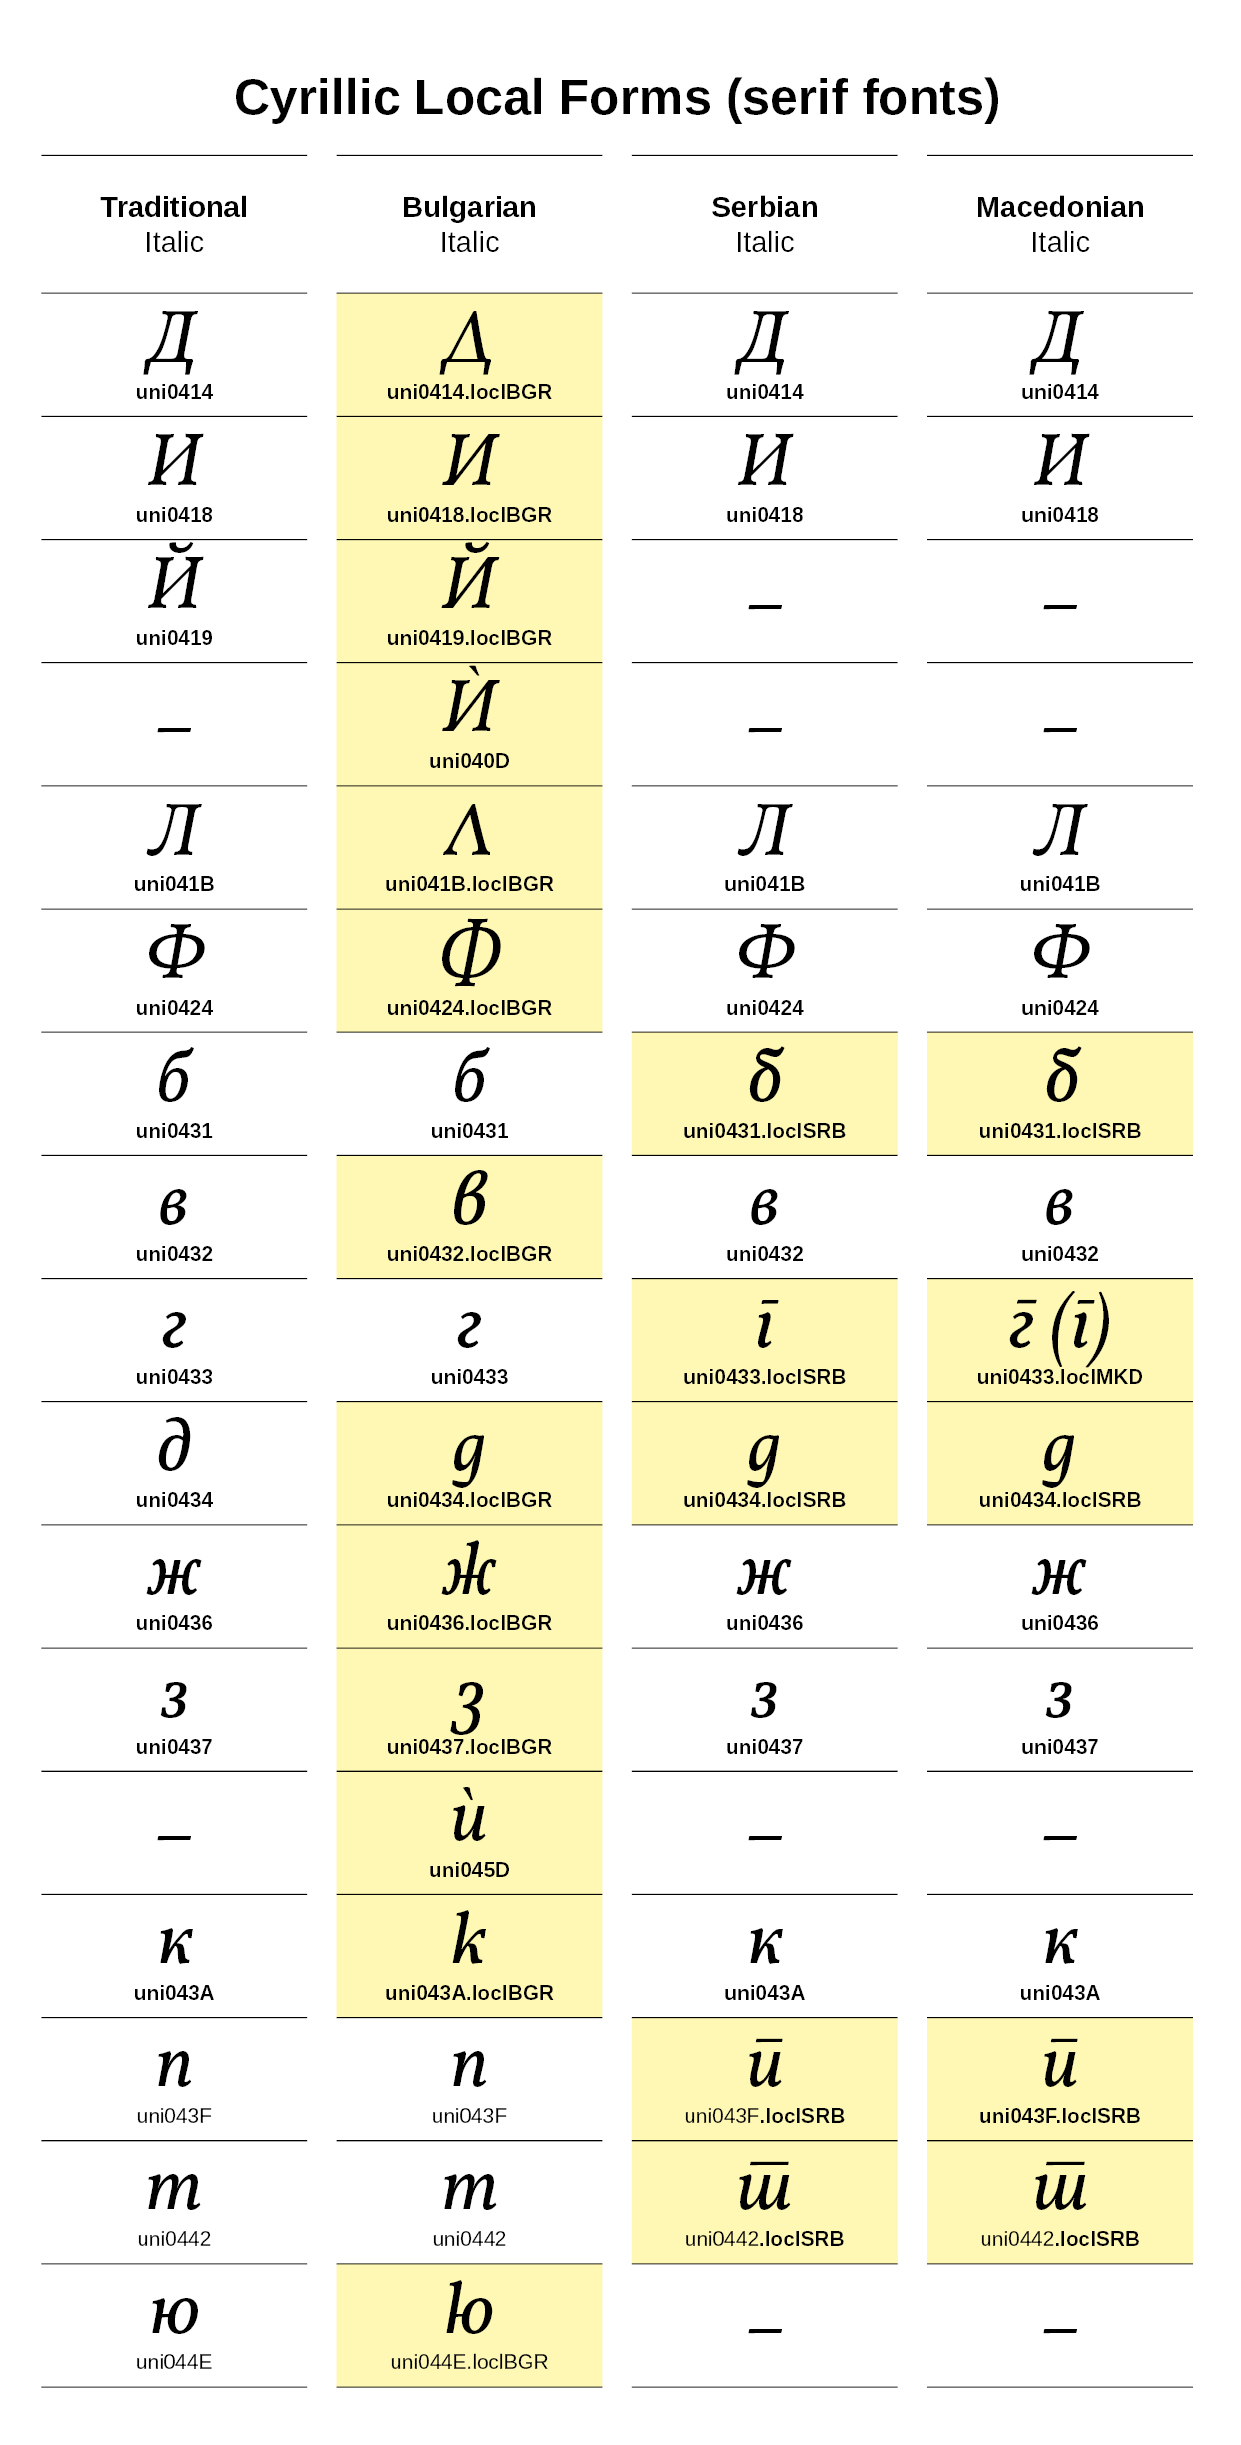 Cyrillic Local Forms (serif fonts)
Traditional Bulgarian Serbian Macedonian
Italic Italic Italic Italic
Д Д Д Д
uni0414 uni0414.loclBGR uni0414 uni0414
И И И И
uni0418 uni0418.loclBGR uni0418 uni0418
Й Й – –
uni0419 uni0419.loclBGR
– Ѝ – –
uni040D
Л Л Л Л
uni041B uni041B.loclBGR uni041B uni041B
Ф Ф Ф Ф
uni0424 uni0424.loclBGR uni0424 uni0424
б б б б
uni0431 uni0431 uni0431.loclSRB uni0431.loclSRB
в в в в
uni0432 uni0432.loclBGR uni0432 uni0432
г г ī г̄ (ī)
uni0433 uni0433 uni0433.loclSRB uni0433.loclMKD
д д д д
uni0434 uni0434.loclBGR uni0434.loclSRB uni0434.loclSRB
ж ж ж ж
uni0436 uni0436.loclBGR uni0436 uni0436
з з з з
uni0437 uni0437.loclBGR uni0437 uni0437
– ѝ – –
uni045D
к к к к
uni043A uni043A.loclBGR uni043A uni043A
п п ӣ ӣ
uni043F uni043F uni043F.loclSRB uni043F.loclSRB
т т ш̄ ш̄
uni0442 uni0442 uni0442.loclSRB uni0442.loclSRB
ю ю – –
uni044E uni044E.loclBGR